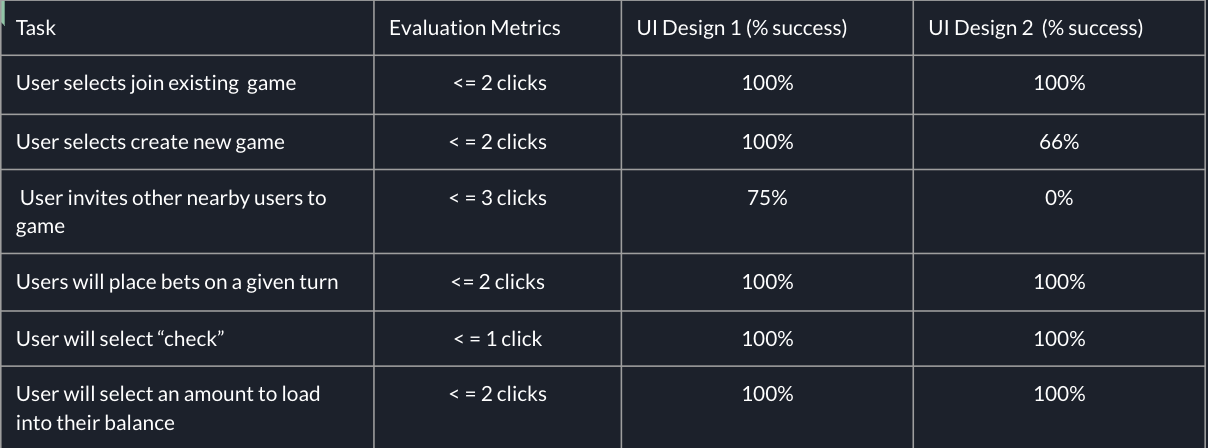 Task Evaluation Metrics UI Design 1 (% success) UI Design 2 (% success)
User selects join existing game <= 2 clicks 100% 100%
User selects create new game < = 2 clicks 100% 66%
User invites other nearby users to < = 3 clicks 75% 0%
game
Users will place bets on a given turn <= 2 clicks 100% 100%
User will select “check” < = 1 click 100% 100%
User will select an amount to load < = 2 clicks 100% 100%
into their balance